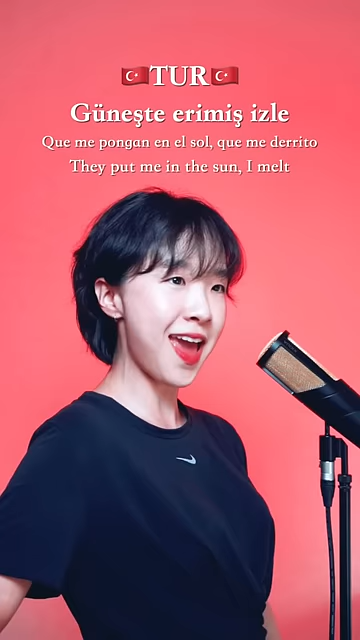 🇹🇷TUR🇹🇷
Güneşte erimiş izle
Que me pongan en el sol, que me derrito
They put me in the sun, I melt